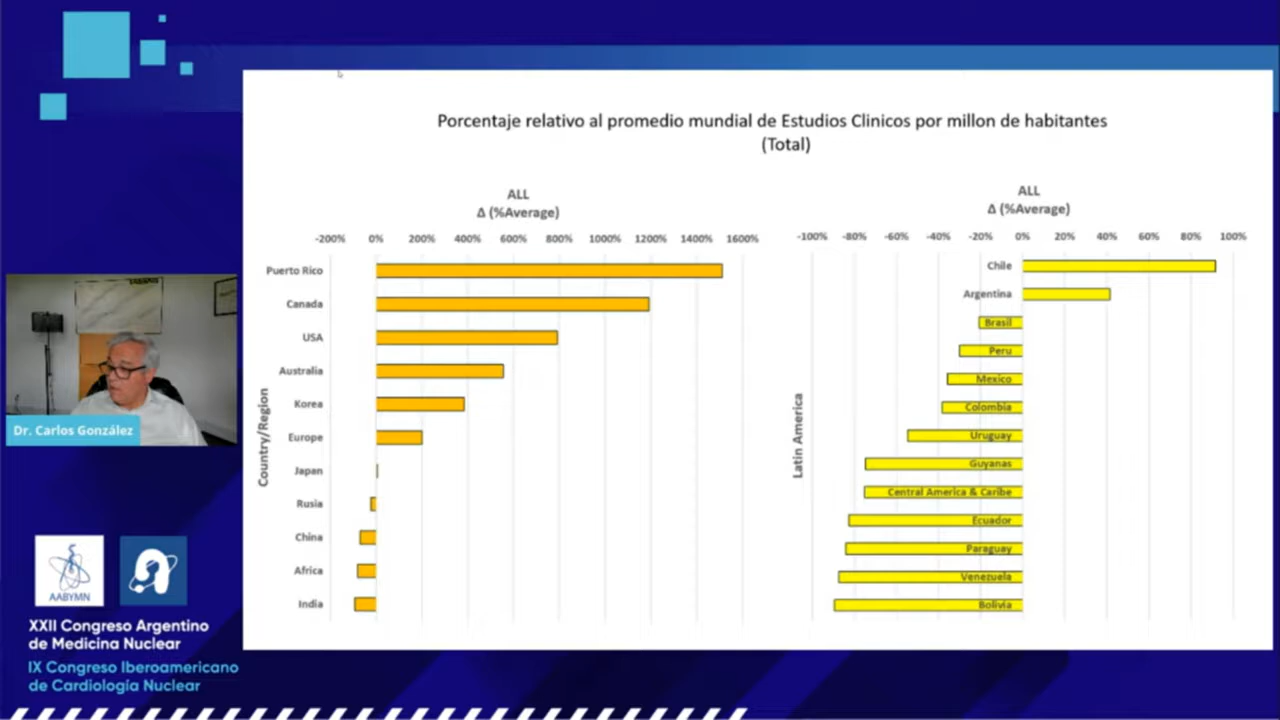 Porcentaje relativo al promedio mundial de Estudios Clinicos por millon de habitantes
(Total)
ALL
Δ (%Average)
-200% 0% 200% 400% 600% 800% 1000% 1200% 1400% 1600%
Country/Region
Puerto Rico
Canada
USA
Australia
Korea
Europe
Japan
Rusia
China
Africa
India
ALL
Δ (%Average)
-100% -80% -60% -40% -20% 0% 20% 40% 60% 80% 100%
Latin America
Chile
Argentina
Brasil
Peru
Mexico
Colombia
Uruguay
Guyanas
Central America & Caribe
Ecuador
Paraguay
Venezuela
Bolivia
Dr. Carlos González
AABYMN
XXII Congreso Argentino
de Medicina Nuclear
IX Congreso Iberoamericano
de Cardiología Nuclear